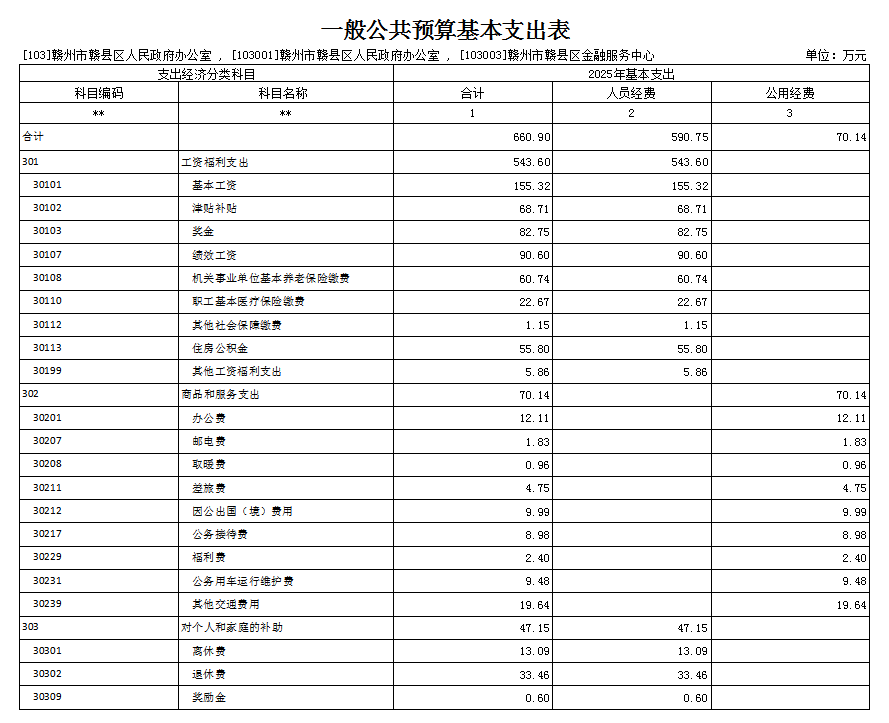 一般公共预算基本支出表
[103]赣州市赣县区人民政府办公室 , [103001]赣州市赣县区人民政府办公室 , [103003]赣州市赣县区金融服务中心 单位：万元
支出经济分类科目 2025年基本支出
科目编码 科目名称 合计 人员经费 公用经费
** ** 1 2 3
合计 660.90 590.75 70.14
301 工资福利支出 543.60 543.60
30101 基本工资 155.32 155.32
30102 津贴补贴 68.71 68.71
30103 奖金 82.75 82.75
30107 绩效工资 90.60 90.60
30108 机关事业单位基本养老保险缴费 60.74 60.74
30110 职工基本医疗保险缴费 22.67 22.67
30112 其他社会保障缴费 1.15 1.15
30113 住房公积金 55.80 55.80
30199 其他工资福利支出 5.86 5.86
302 商品和服务支出 70.14 70.14
30201 办公费 12.11 12.11
30207 邮电费 1.83 1.83
30208 取暖费 0.96 0.96
30211 差旅费 4.75 4.75
30212 因公出国（境）费用 9.99 9.99
30217 公务接待费 8.98 8.98
30229 福利费 2.40 2.40
30231 公务用车运行维护费 9.48 9.48
30239 其他交通费用 19.64 19.64
303 对个人和家庭的补助 47.15 47.15
30301 离休费 13.09 13.09
30302 退休费 33.46 33.46
30309 奖励金 0.60 0.60